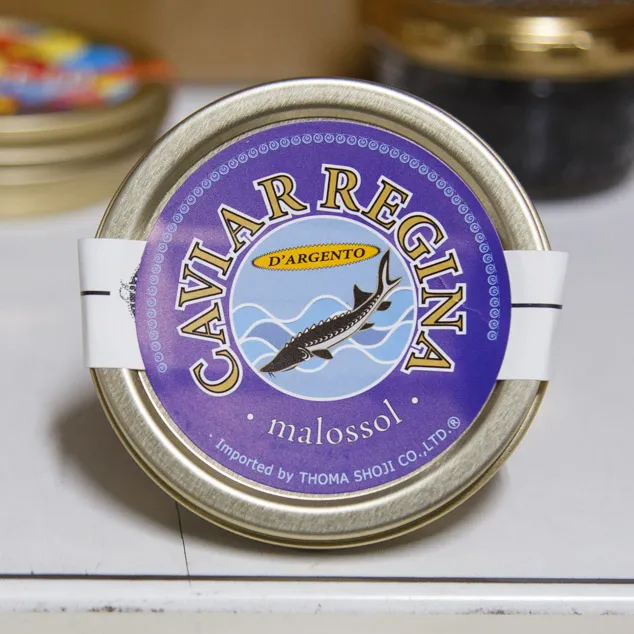 CAVIAR REGINA
D'ARGENTO
• malossol •
• Imported by THOMA SHOJI CO.,LTD.®